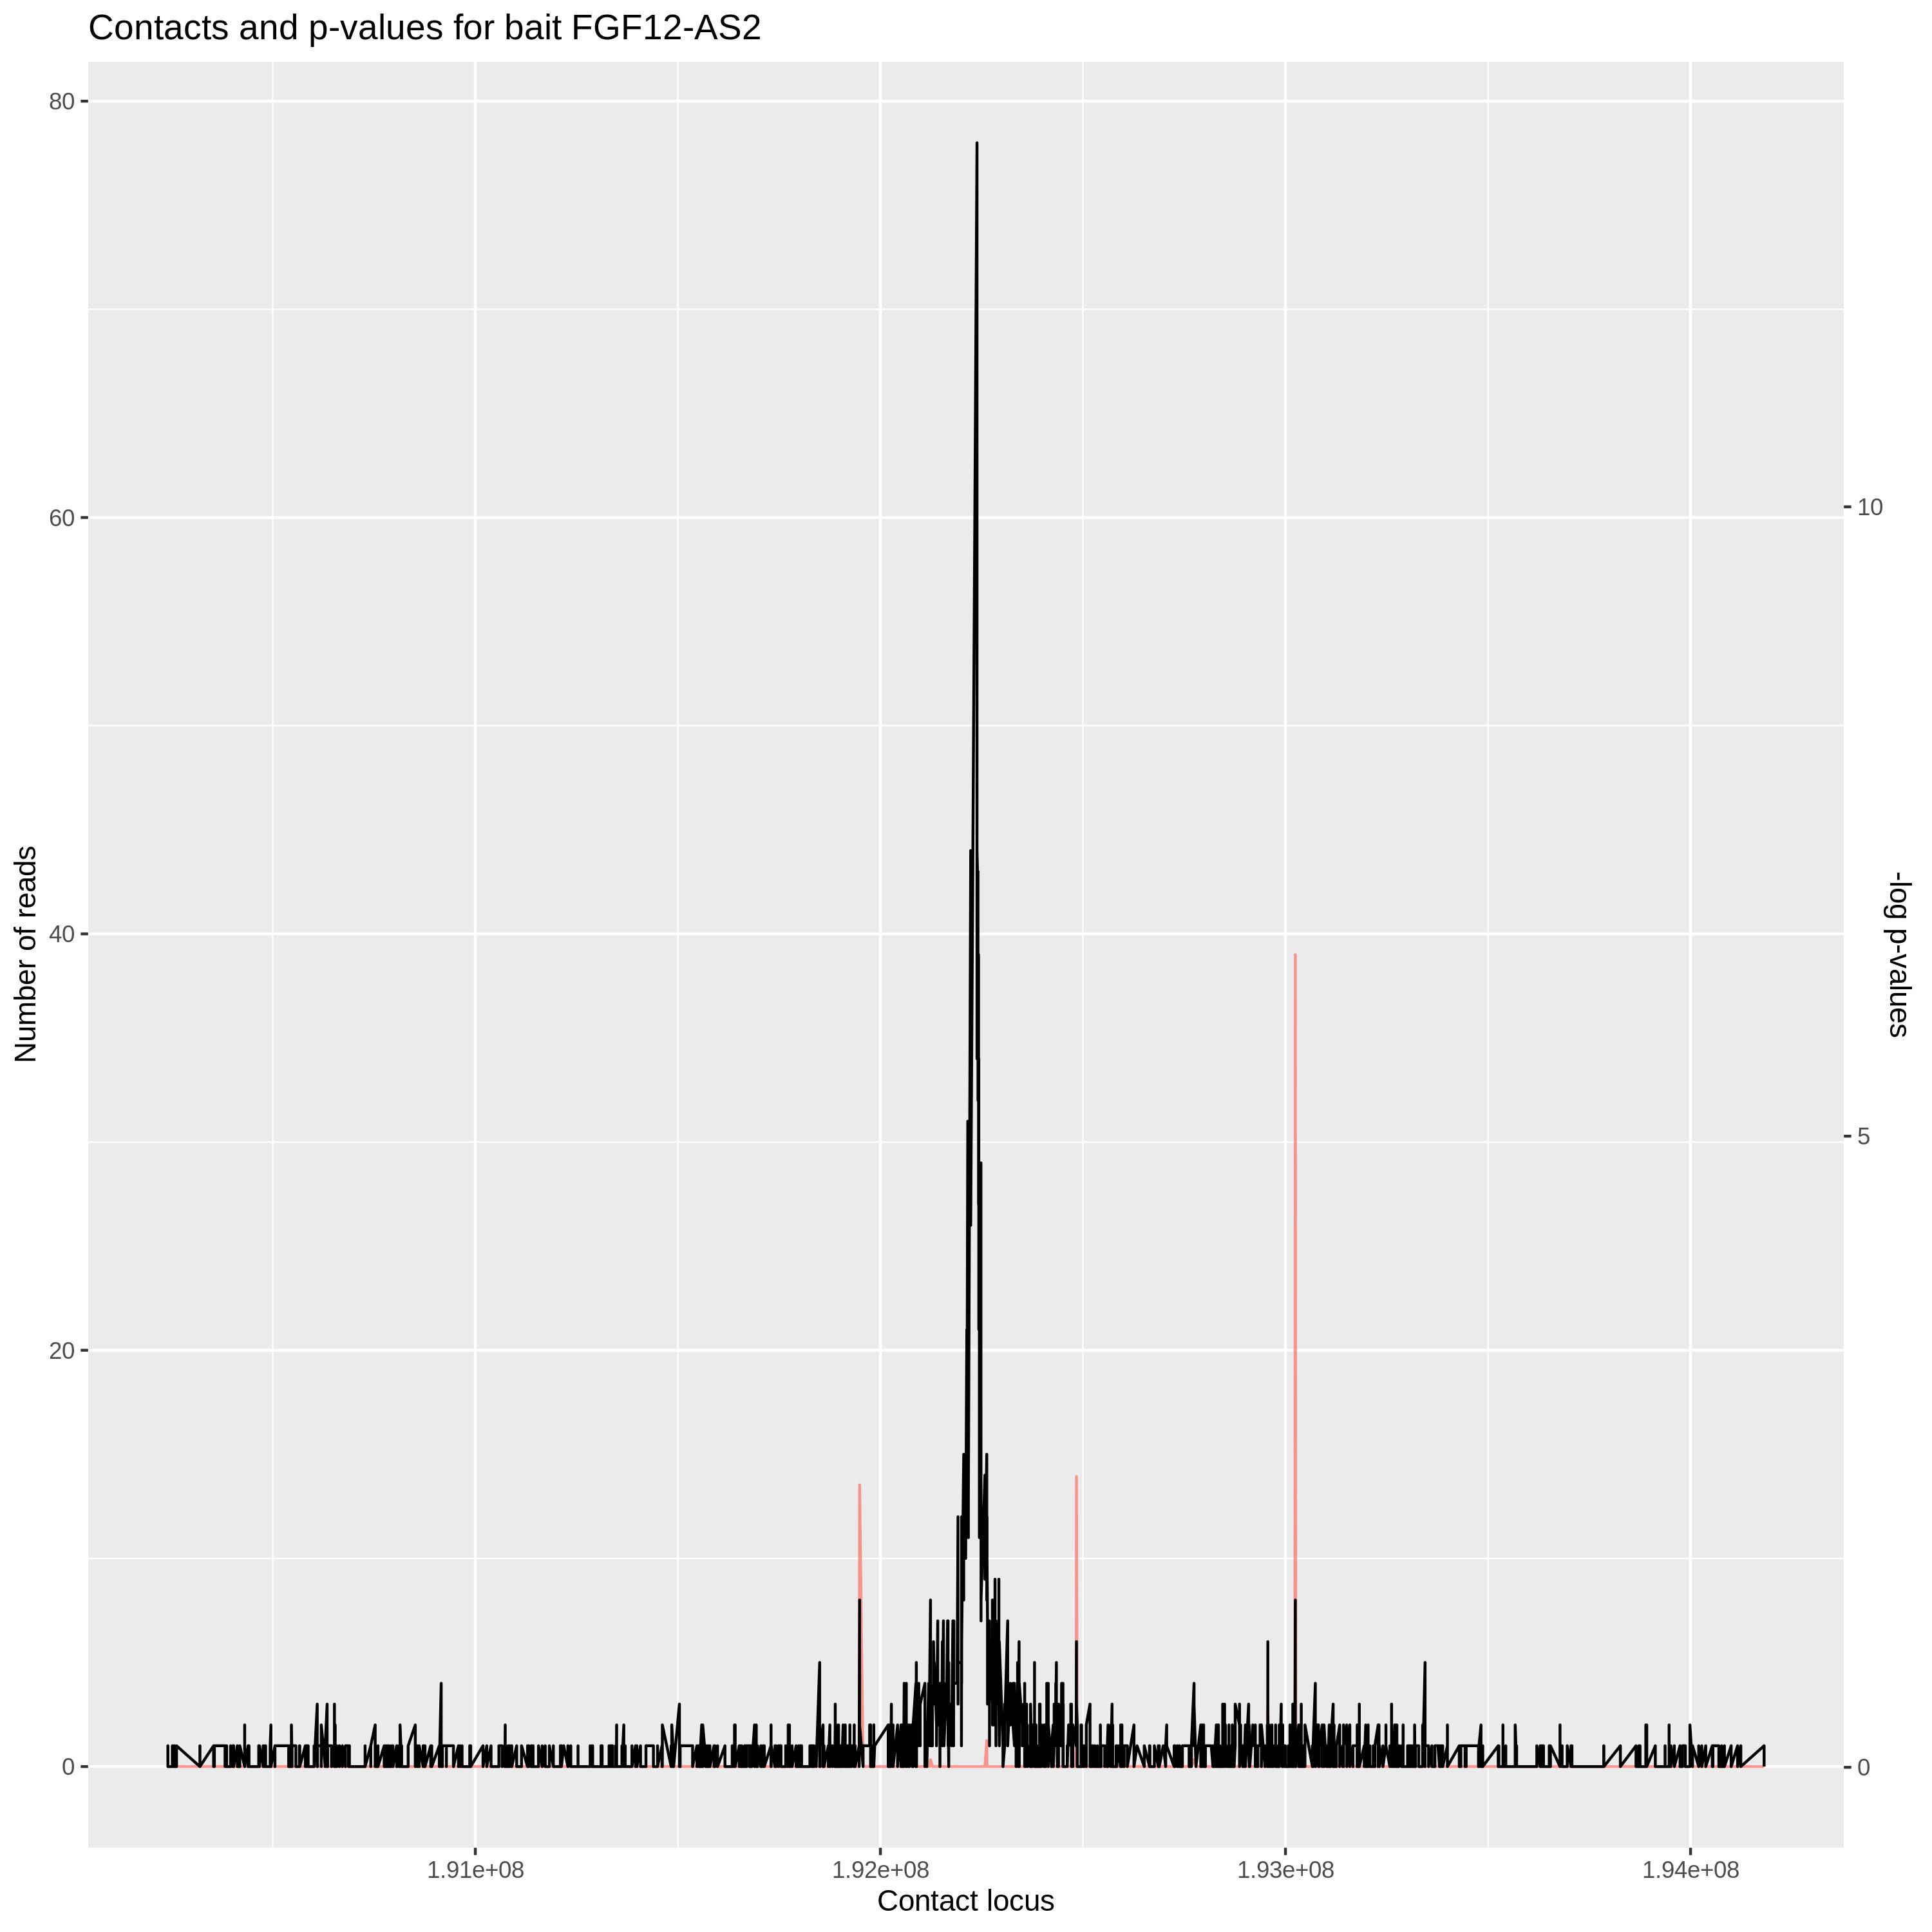 Contacts and p-values for bait FGF12-AS2
80
60
40
20
0
Number of reads
10
5
0
-log p-values
1.91e+08
1.92e+08
1.93e+08
1.94e+08
Contact locus